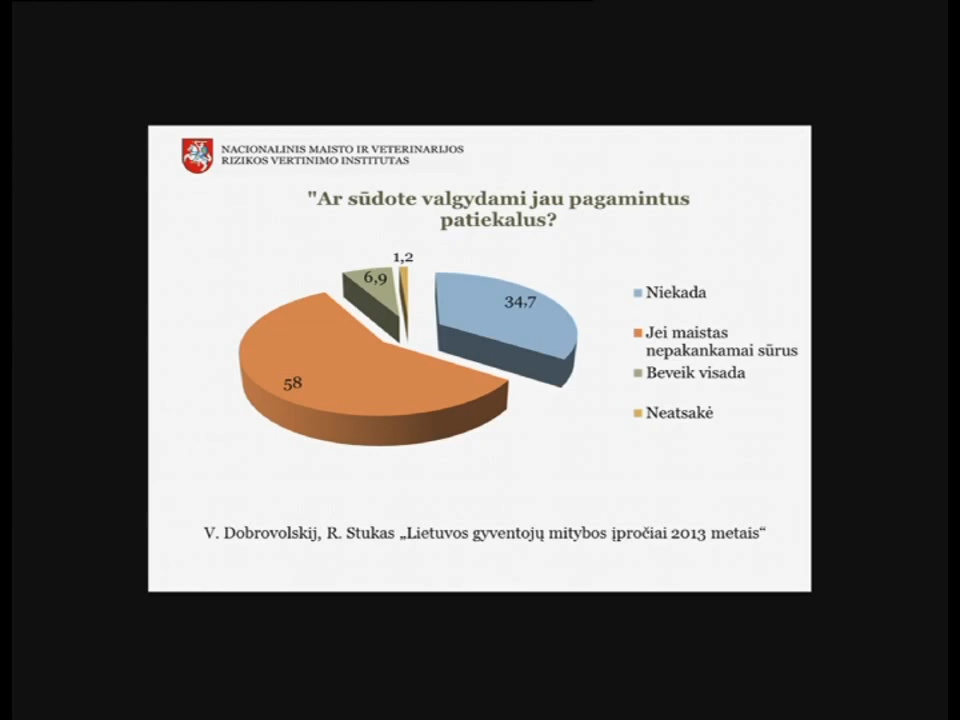 NACIONALINIS MAISTO IR VETERINARIJOS
RIZIKOS VERTINIMO INSTITUTAS
"Ar sūdote valgydami jau pagamintus
patiekalus?
1,2
6,9
34,7
58
Niekada
Jei maistas
nepakankamai sūrus
Beveik visada
Neatsakė
V. Dobrovolskij, R. Stukas „Lietuvos gyventojų mitybos įpročiai 2013 metais“